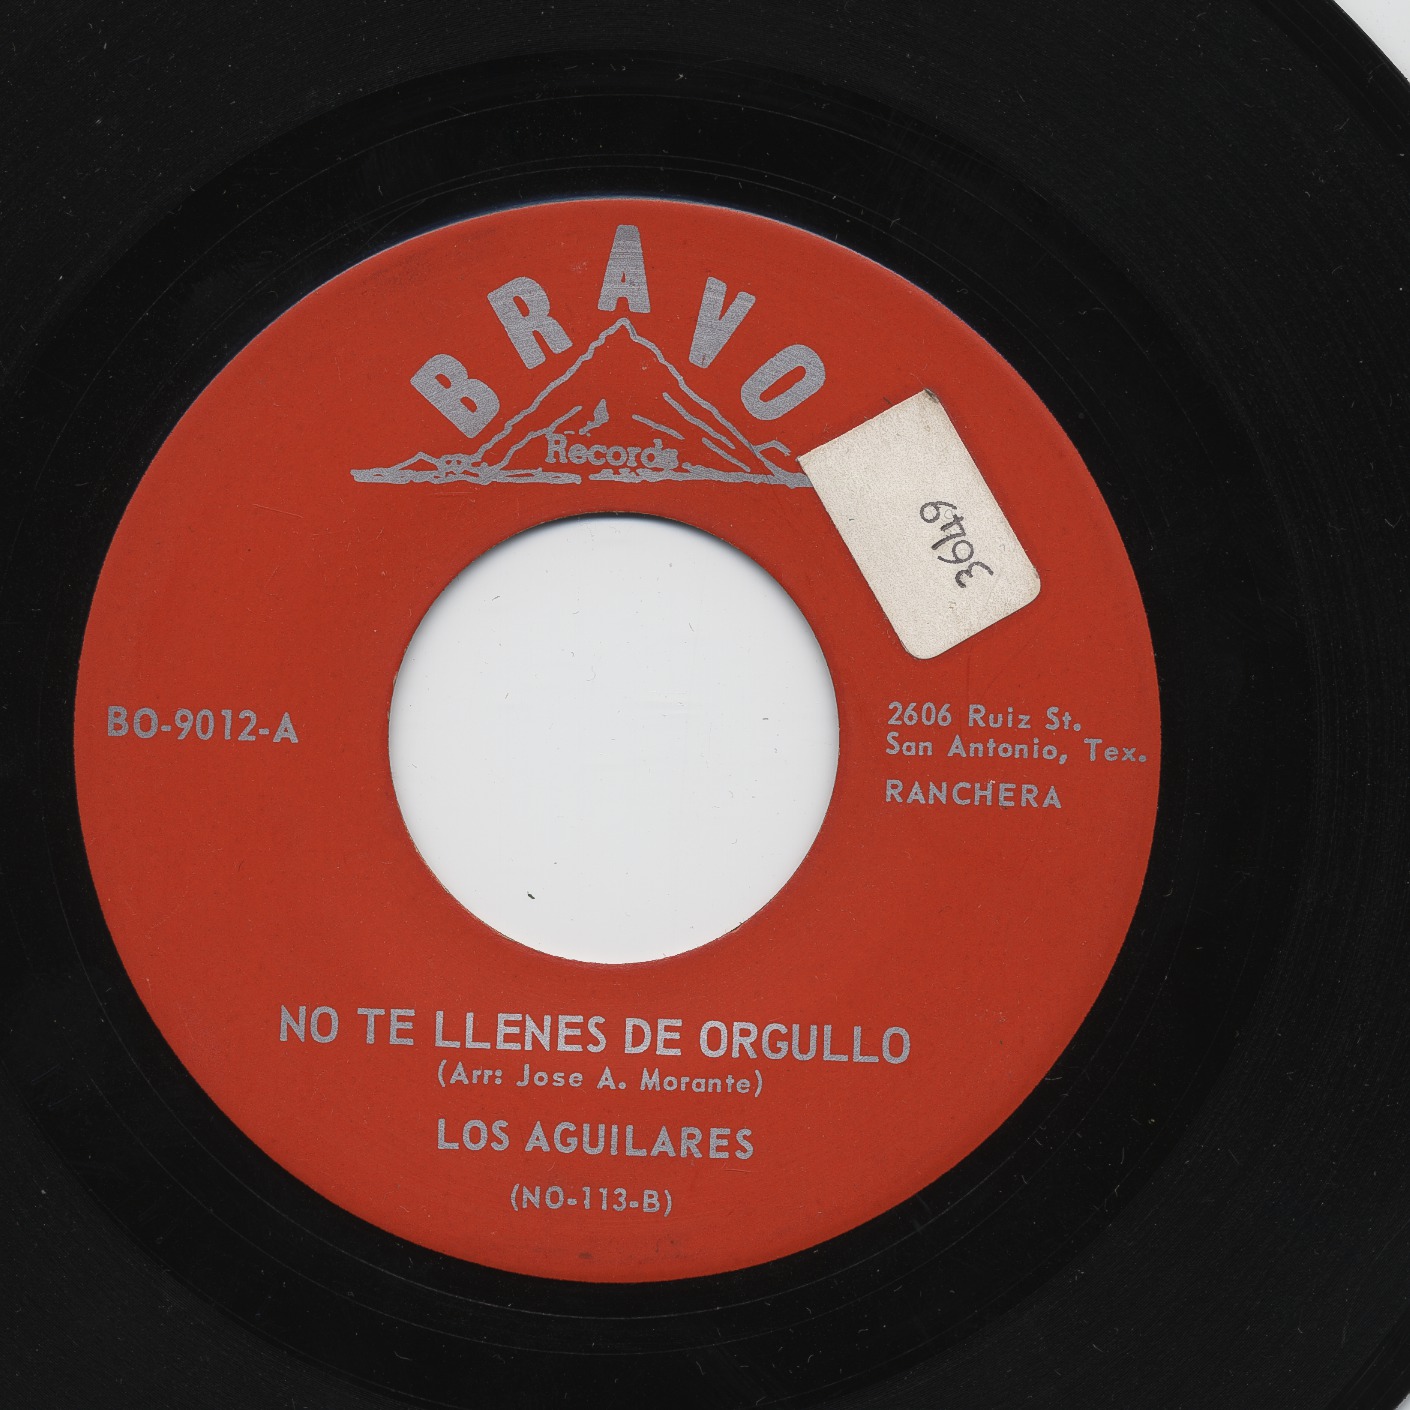 BRAVO
Records
3649
BO-9012-A
2606 Ruiz St.
San Antonio, Tex.
RANCHERA
NO TE LLENES DE ORGULLO
(Arr: Jose A. Morante)
LOS AGUILARES
(NO-113-B)